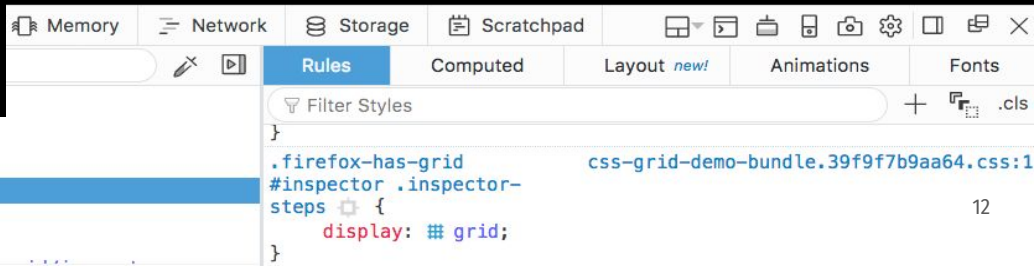 Memory Network Storage Scratchpad
Rules Computed Layout new! Animations Fonts
Filter Styles + .cls
}
.firefox-has-grid css-grid-demo-bundle.39f9f7b9aa64.css:1
#inspector .inspector-
steps {
display: grid;
}
12